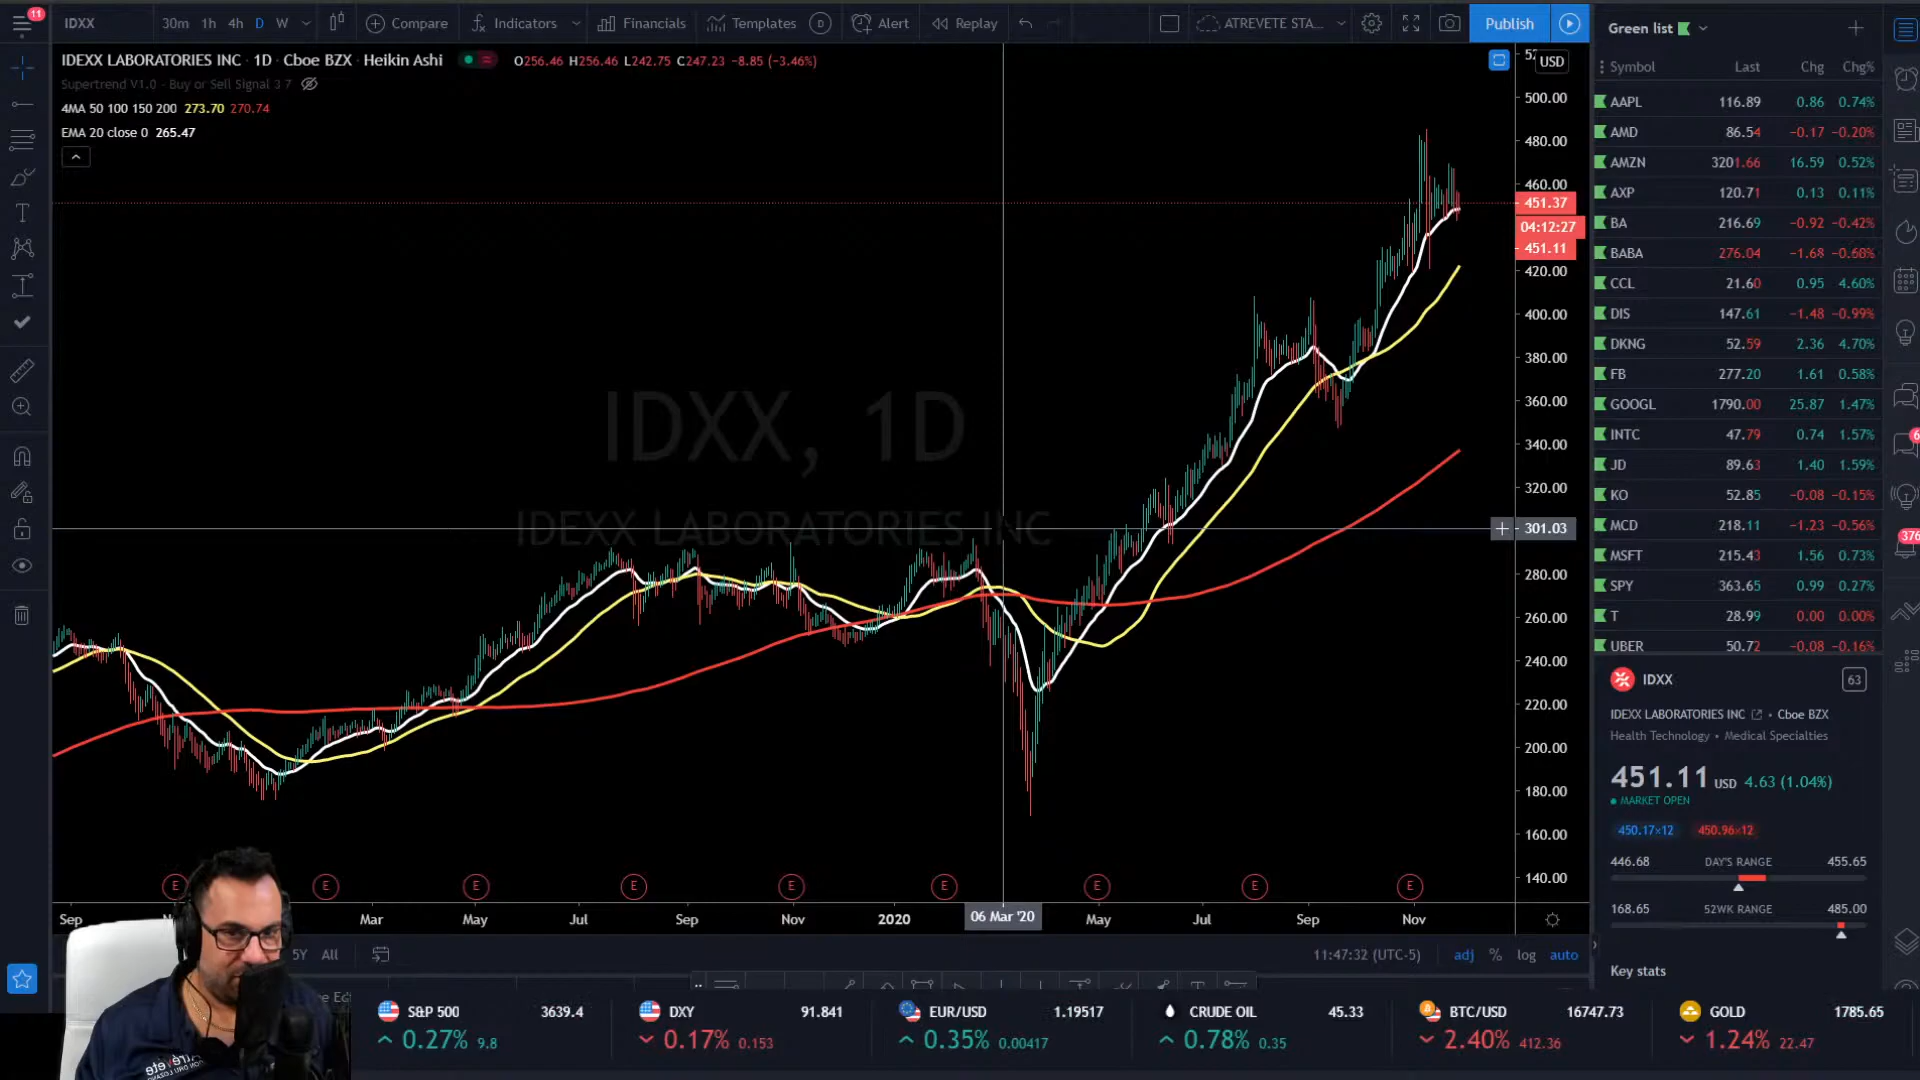 11
IDXX 30m 1h 4h D W Compare Indicators Financials Templates D Alert Replay ATREVETE STA... Publish
IDEXX LABORATORIES INC · 1D · Cboe BZX · Heikin Ashi O256.46 H256.46 L242.75 C247.23 −8.85 (−3.46%)
Supertrend V1.0 - Buy or Sell Signal 3 7
4MA 50 100 150 200 273.70 270.74
EMA 20 close 0 265.47
IDXX, 1D
IDEXX LABORATORIES INC
USD
500.00
480.00
460.00
451.37
04:12:27
451.11
420.00
400.00
380.00
360.00
340.00
320.00
301.03
280.00
260.00
240.00
220.00
200.00
180.00
160.00
140.00
E E E E E E E E E
Sep Mar May Jul Sep Nov 2020 06 Mar '20 May Jul Sep Nov
5Y All 11:47:32 (UTC-5) adj % log auto
Green list
Symbol Last Chg Chg%
AAPL 116.89 0.86 0.74%
AMD 86.54 −0.17 −0.20%
AMZN 3201.66 16.59 0.52%
AXP 120.71 0.13 0.11%
BA 216.69 −0.92 −0.42%
BABA 276.04 −1.68 −0.60%
CCL 21.60 0.95 4.60%
DIS 147.61 −1.48 −0.99%
DKNG 52.59 2.36 4.70%
FB 277.20 1.61 0.58%
GOOGL 1790.00 25.87 1.47%
INTC 47.79 0.74 1.57%
JD 89.63 1.40 1.59%
KO 52.85 −0.08 −0.15%
MCD 218.11 −1.23 −0.56%
MSFT 215.43 1.56 0.73%
SPY 363.65 0.99 0.27%
T 28.99 0.00 0.00%
UBER 50.72 −0.08 −0.16%
IDXX 63
IDEXX LABORATORIES INC • Cboe BZX
Health Technology • Medical Specialties
451.11 USD 4.63 (1.04%)
MARKET OPEN
450.17×12 450.96×12
446.68 DAY'S RANGE 455.65
168.65 52WK RANGE 485.00
Key stats
6
376
S&P 500 3639.4
0.27% 9.8
DXY 91.841
0.17% 0.153
EUR/USD 1.19517
0.35% 0.00417
CRUDE OIL 45.33
0.78% 0.35
BTC/USD 16747.73
2.40% 412.36
GOLD 1785.65
1.24% 22.47